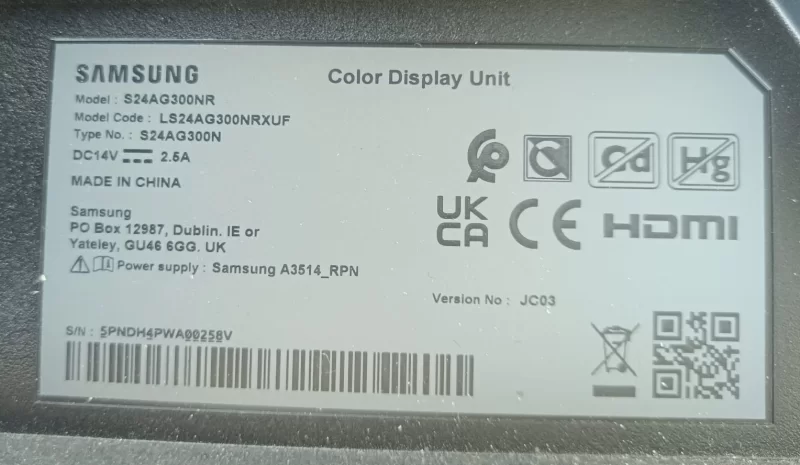 SAMSUNG
Color Display Unit
Model : S24AG300NR
Model Code : LS24AG300NRXUF
Type No. : S24AG300N
DC14V 2.5A
MADE IN CHINA
Cd Hg
Samsung
PO Box 12987, Dublin. IE or
Yateley, GU46 6GG. UK
UK
CA CE HDMI
Power supply : Samsung A3514_RPN
Version No : JC03
S/N : 5PNDH4PWA00258V